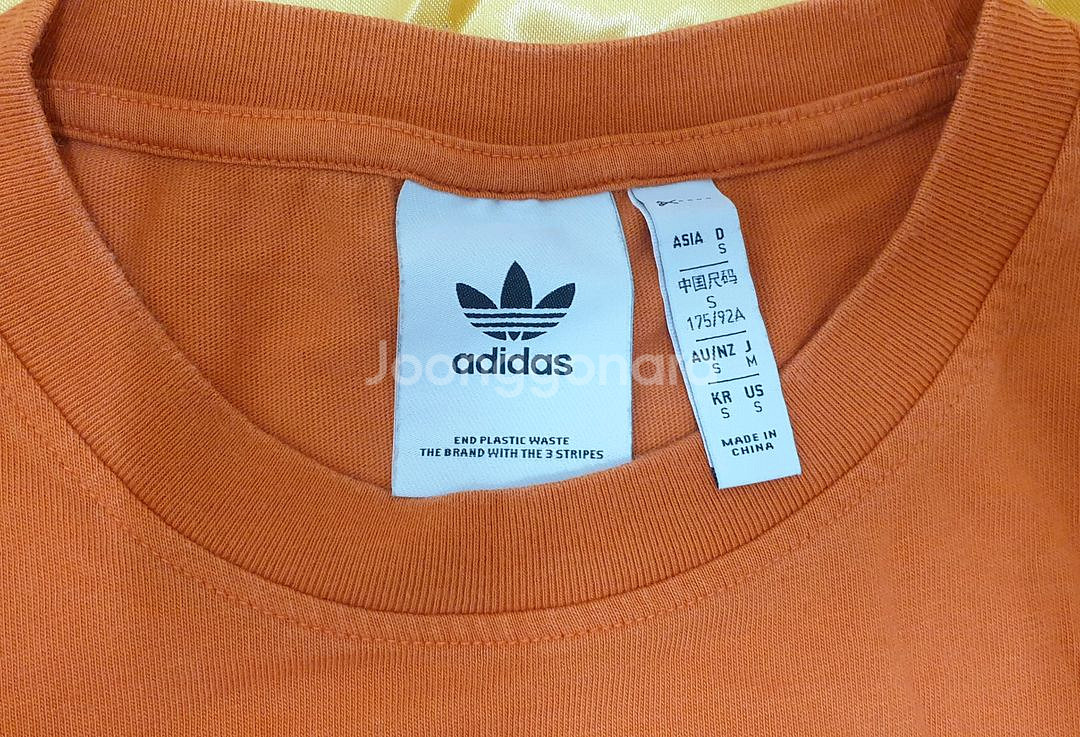 adidas
END PLASTIC WASTE
THE BRAND WITH THE 3 STRIPES
ASIA D
S
中国尺码
S
175/92A
AU/NZ J
S M
KR US
S S
MADE IN
CHINA
Joonggonara